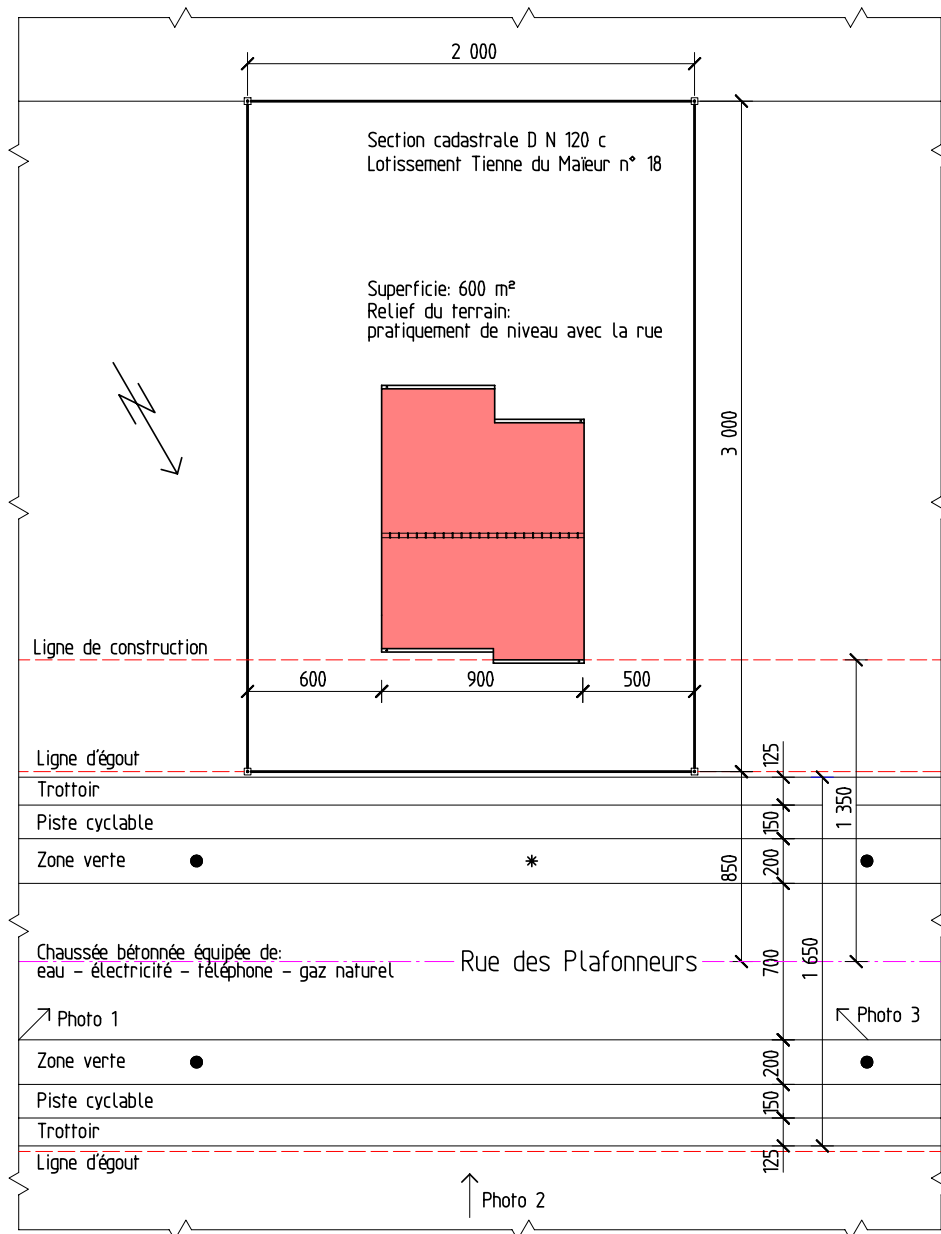 2 000
Section cadastrale D N 120 c
Lotissement Tienne du Maïeur n° 18
Superficie: 600 m²
Relief du terrain:
pratiquement de niveau avec la rue
3 000
Ligne de construction
600
900
500
Ligne d'égout
125
Trottoir
1 350
Piste cyclable
150
Zone verte
200
850
Chaussée bétonnée équipée de:
eau – électricité – téléphone – gaz naturel
Rue des Plafonneurs
700
1 650
Photo 1
Photo 3
Zone verte
200
Piste cyclable
150
Trottoir
125
Ligne d'égout
Photo 2